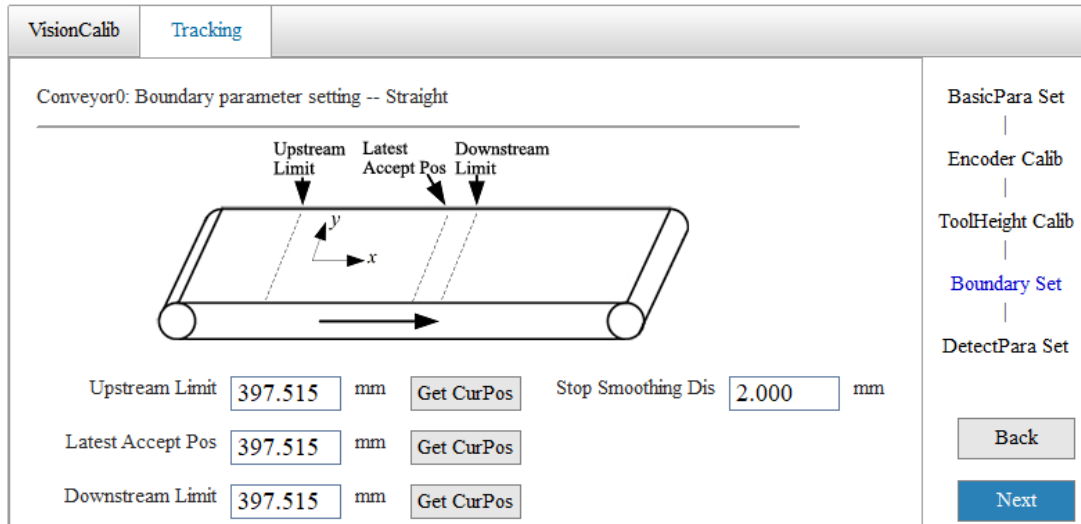 VisionCalib Tracking
Conveyor0: Boundary parameter setting -- Straight
Upstream Limit
Latest Accept Pos
Downstream Limit
y
x
Upstream Limit 397.515 mm Get CurPos Stop Smoothing Dis 2.000 mm
Latest Accept Pos 397.515 mm Get CurPos
Downstream Limit 397.515 mm Get CurPos
BasicPara Set
Encoder Calib
ToolHeight Calib
Boundary Set
DetectPara Set
Back
Next